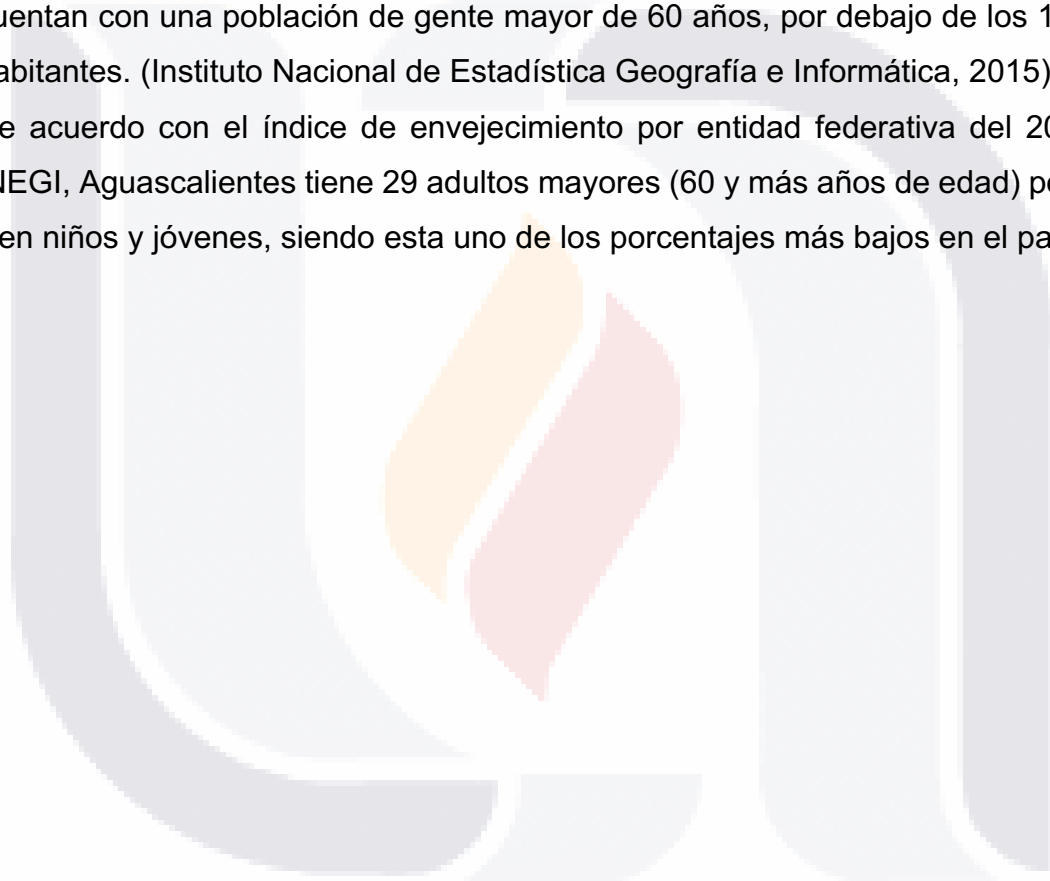 uentan con una población de gente mayor de 60 años, por debajo de los 1
abitantes. (Instituto Nacional de Estadística Geografía e Informática, 2015)
e acuerdo con el índice de envejecimiento por entidad federativa del 20
NEGI, Aguascalientes tiene 29 adultos mayores (60 y más años de edad) po
ien niños y jóvenes, siendo esta uno de los porcentajes más bajos en el pa